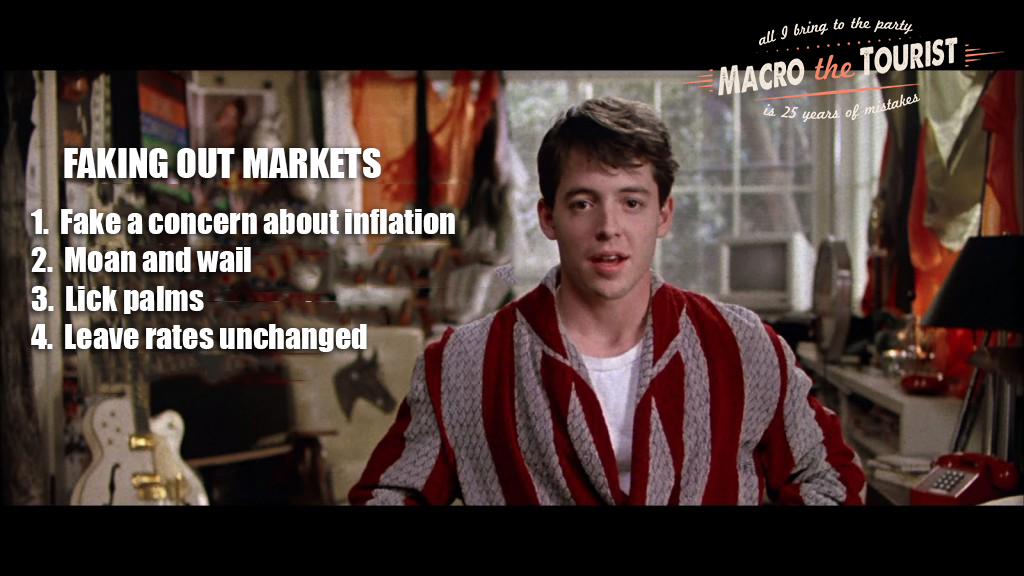 all I bring to the party
MACRO the TOURIST
is 25 years of mistakes
FAKING OUT MARKETS
1. Fake a concern about inflation
2. Moan and wail
3. Lick palms
4. Leave rates unchanged